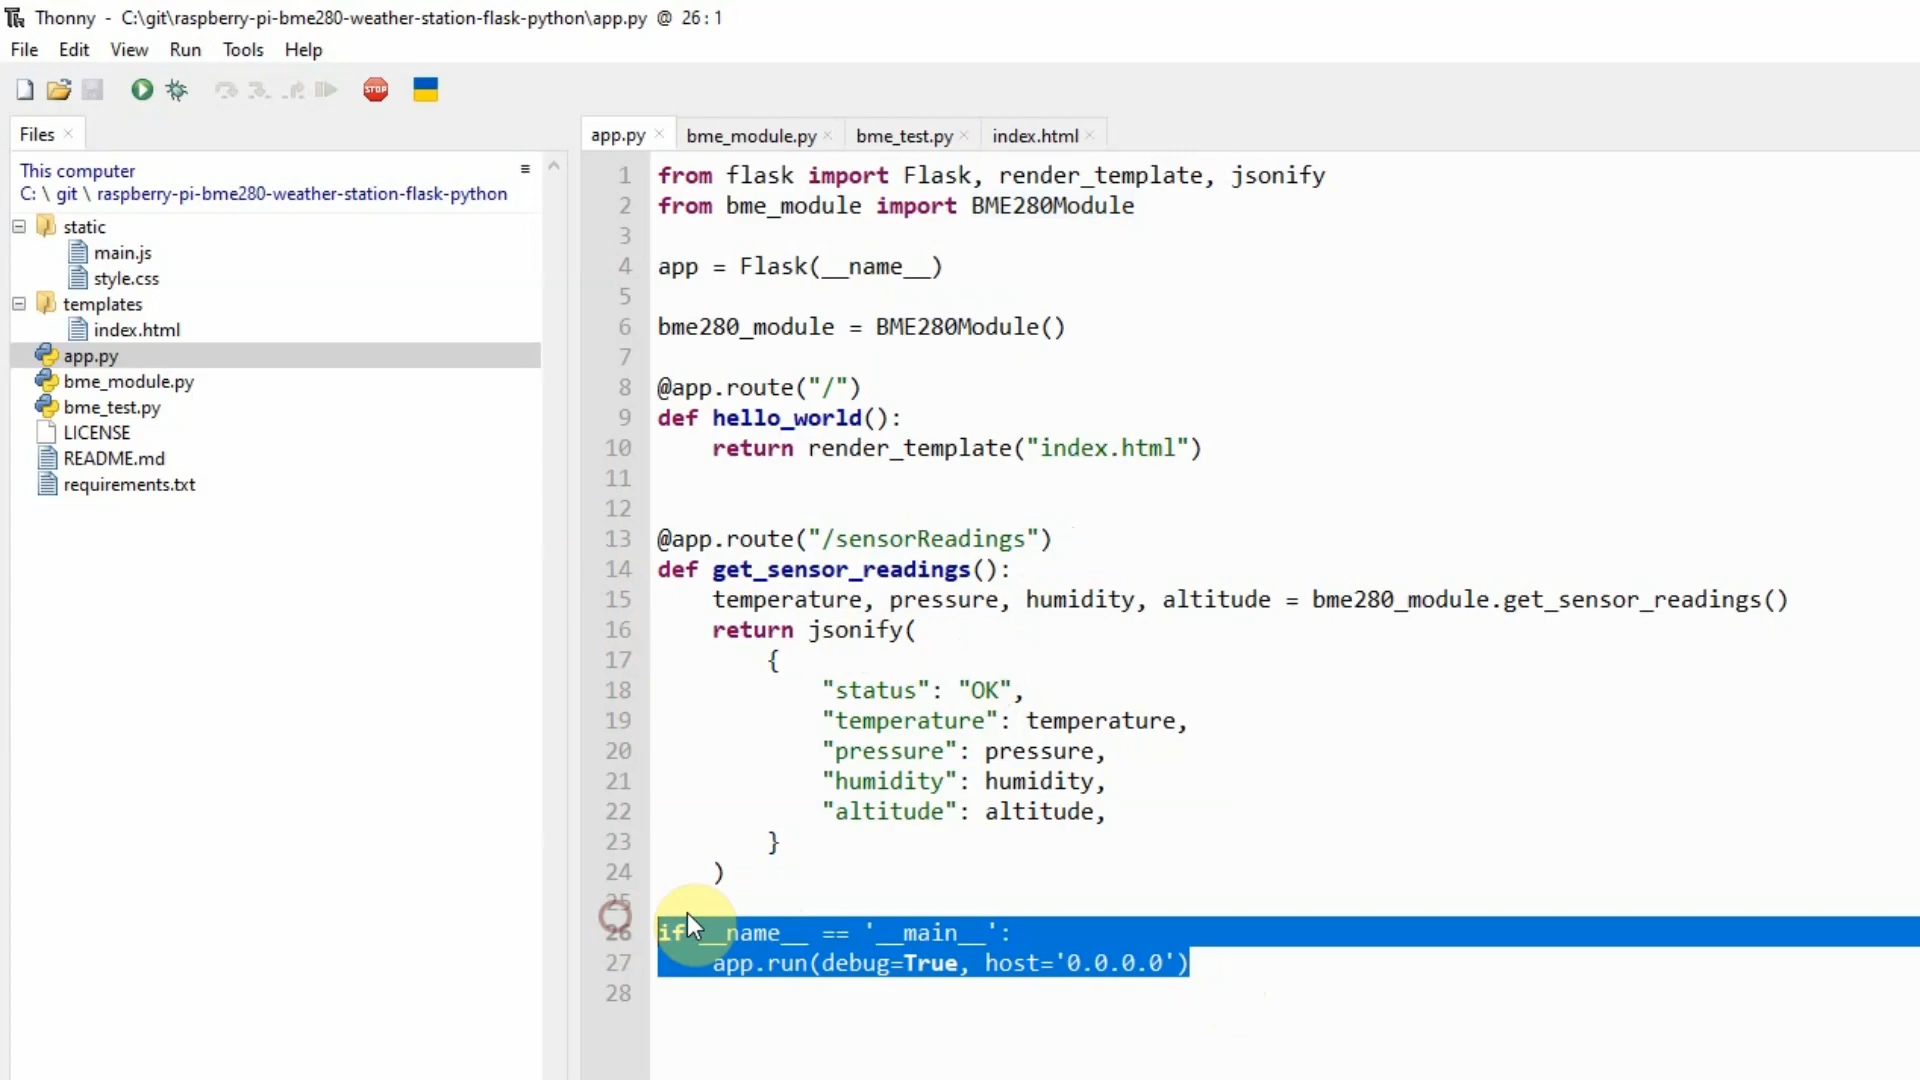 Thonny - C:\git\raspberry-pi-bme280-weather-station-flask-python\app.py @ 26:1
File Edit View Run Tools Help
STOP
Files
This computer
C: \ git \ raspberry-pi-bme280-weather-station-flask-python
static
main.js
style.css
templates
index.html
app.py
bme_module.py
bme_test.py
LICENSE
README.md
requirements.txt
app.py bme_module.py bme_test.py index.html
1 from flask import Flask, render_template, jsonify
2 from bme_module import BME280Module
3
4 app = Flask(__name__)
5
6 bme280_module = BME280Module()
7
8 @app.route("/")
9 def hello_world():
10     return render_template("index.html")
11
12
13 @app.route("/sensorReadings")
14 def get_sensor_readings():
15     temperature, pressure, humidity, altitude = bme280_module.get_sensor_readings()
16     return jsonify(
17         {
18             "status": "OK",
19             "temperature": temperature,
20             "pressure": pressure,
21             "humidity": humidity,
22             "altitude": altitude,
23         }
24     )
25
26 if __name__ == '__main__':
27     app.run(debug=True, host='0.0.0.0')
28